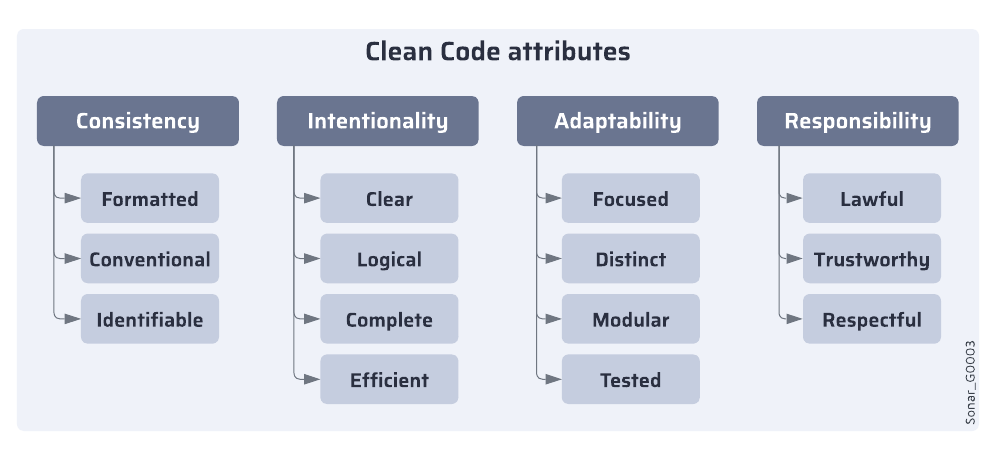 Clean Code attributes
Consistency
Formatted
Conventional
Identifiable
Intentionality
Clear
Logical
Complete
Efficient
Adaptability
Focused
Distinct
Modular
Tested
Responsibility
Lawful
Trustworthy
Respectful
Sonar_G0003